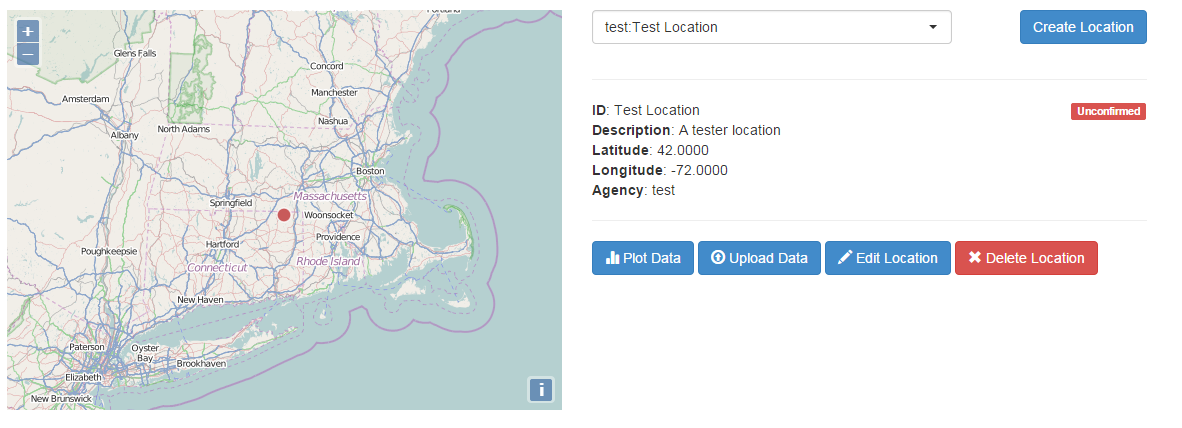 Portland
+
−
Glens Falls
Concord
Amsterdam
Manchester
Nashua
North Adams
Albany
Boston
Massachusetts
Springfield
Woonsocket
Providence
Hartford
Poughkeepsie
Rhode Island
Connecticut
New Haven
Paterson
Oyster
Bay
Brookhaven
Elizabeth
New Brunswick
i
test:Test Location
Create Location
ID: Test Location
Unconfirmed
Description: A tester location
Latitude: 42.0000
Longitude: -72.0000
Agency: test
Plot Data
Upload Data
Edit Location
Delete Location